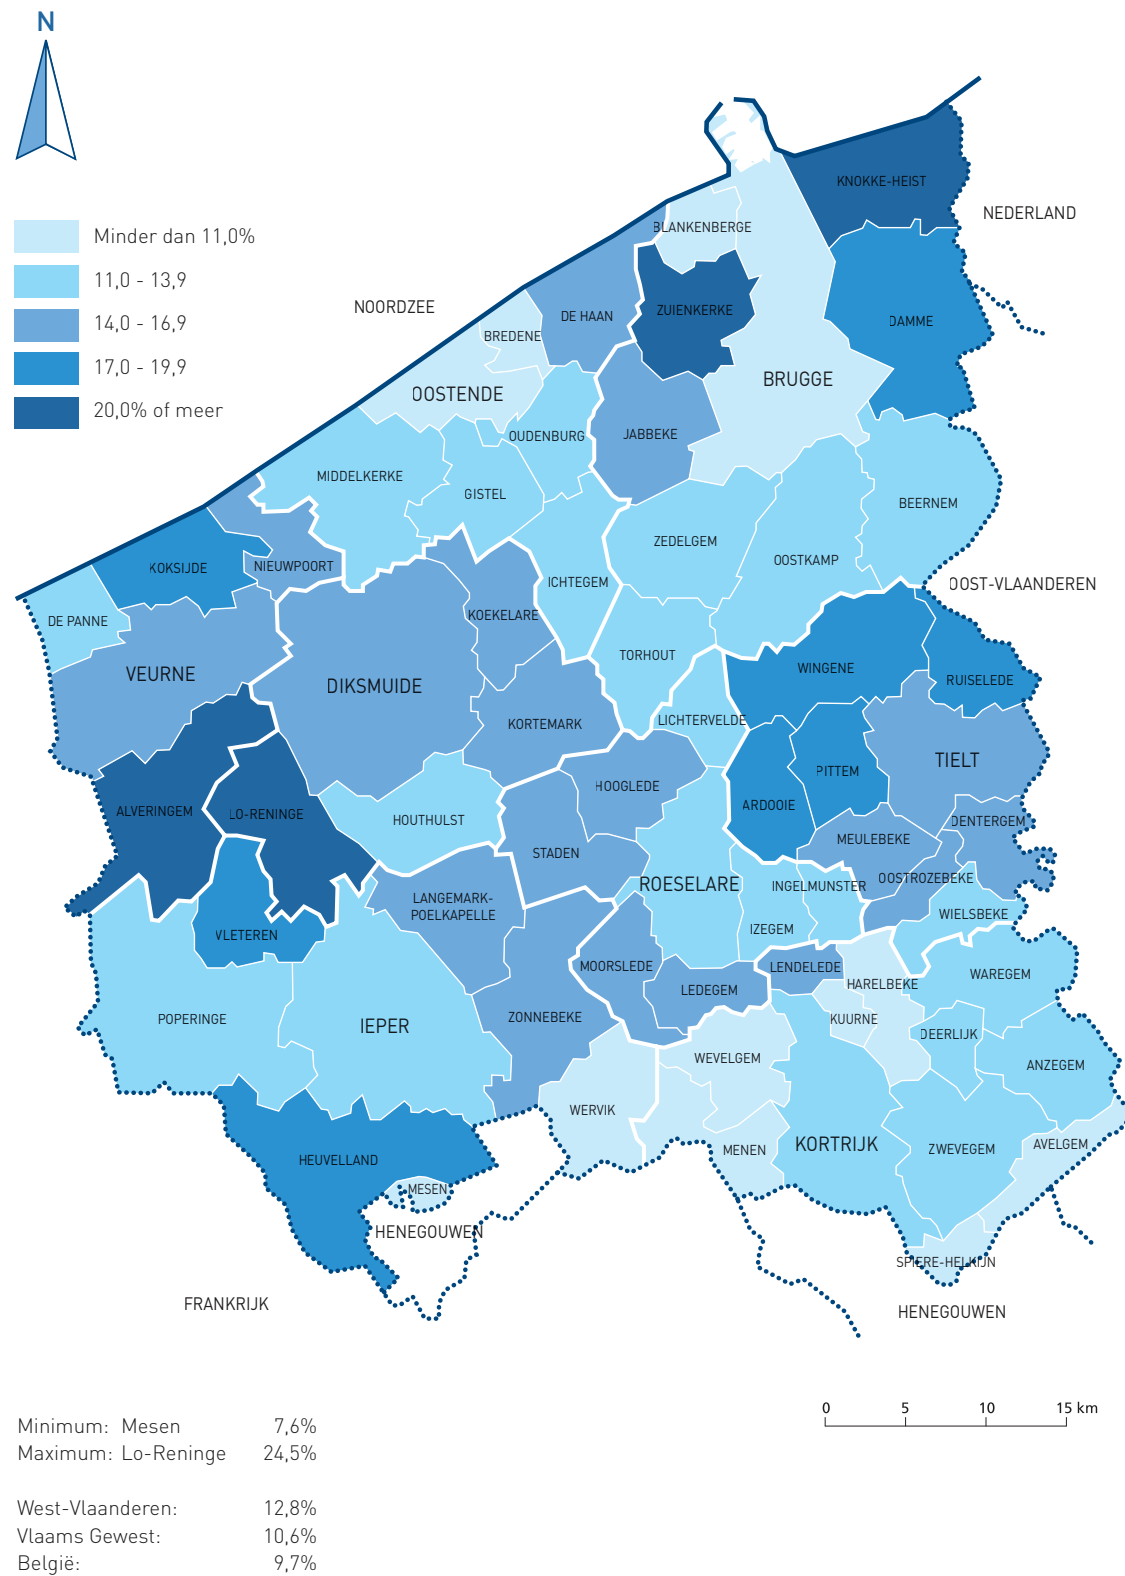 N
Minder dan 11,0%
11,0 - 13,9
14,0 - 16,9
17,0 - 19,9
20,0% of meer
KNOKKE-HEIST
NEDERLAND
BLANKENBERGE
NOORDZEE
ZUIENKERKE
DE HAAN
DAMME
BREDENE
BRUGGE
OOSTENDE
OUDENBURG
JABBEKE
MIDDELKERKE
GISTEL
BEERNEM
ZEDELGEM
OOSTKAMP
KOKSIJDE
NIEUWPOORT
ICHTEGEM
OOST-VLAANDEREN
DE PANNE
KOEKELARE
TORHOUT
VEURNE
DIKSMUIDE
WINGENE
RUISELEDE
KORTEMARK
LICHTERVELDE
TIELT
PITTEM
HOOGLEDE
ARDOOIE
ALVERINGEM
LO-RENINGE
HOUTHULST
DENTERGEM
MEULEBEKE
STADEN
OOSTROZEBEKE
ROESELARE
INGELMUNSTER
LANGEMARK-
POELKAPELLE
WIELSBEKE
VLETEREN
IZEGEM
MOORSLEDE
LENDELEDE
WAREGEM
HARELBEKE
LEDEGEM
POPERINGE
IEPER
ZONNEBEKE
KUURNE
DEERLIJK
WEVELGEM
ANZEGEM
WERVIK
HEUVELLAND
MENEN
KORTRIJK
ZWEVEGEM
AVELGEM
MESEN
HENEGOUWEN
SPIERE-HELKIJN
FRANKRIJK
HENEGOUWEN
0 5 10 15 km
Minimum: Mesen 7,6%
Maximum: Lo-Reninge 24,5%
West-Vlaanderen: 12,8%
Vlaams Gewest: 10,6%
België: 9,7%